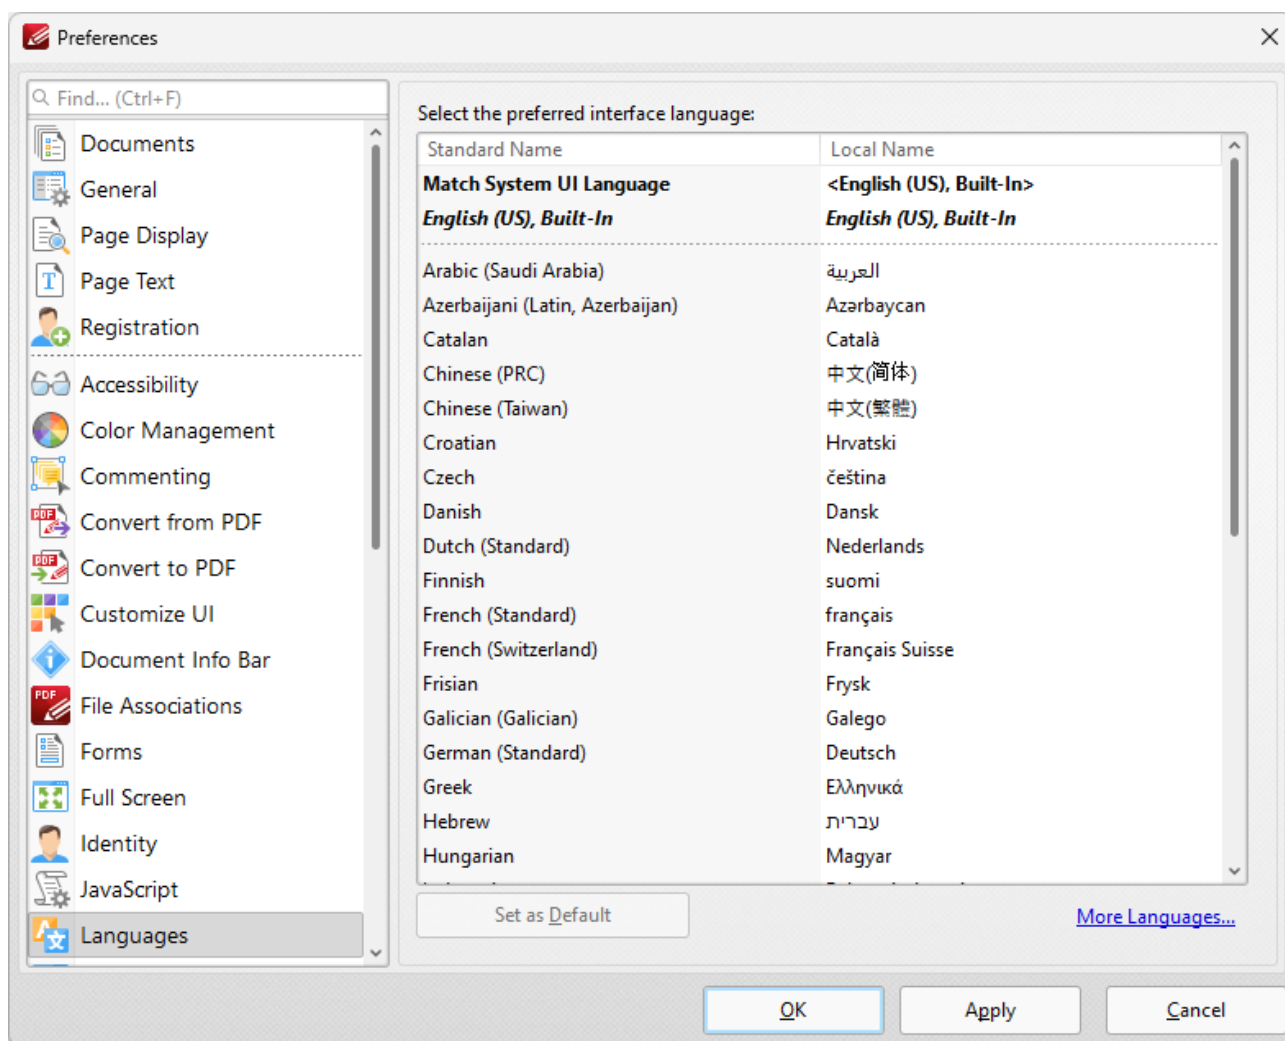 Preferences
Find... (Ctrl+F)
Documents
General
Page Display
Page Text
Registration
Accessibility
Color Management
Commenting
Convert from PDF
Convert to PDF
Customize UI
Document Info Bar
File Associations
Forms
Full Screen
Identity
JavaScript
Languages
Select the preferred interface language:
Standard Name Local Name
Match System UI Language <English (US), Built-In>
English (US), Built-In English (US), Built-In
Arabic (Saudi Arabia) العربية
Azerbaijani (Latin, Azerbaijan) Azərbaycan
Catalan Català
Chinese (PRC) 中文(简体)
Chinese (Taiwan) 中文(繁體)
Croatian Hrvatski
Czech čeština
Danish Dansk
Dutch (Standard) Nederlands
Finnish suomi
French (Standard) français
French (Switzerland) Français Suisse
Frisian Frysk
Galician (Galician) Galego
German (Standard) Deutsch
Greek Ελληνικά
Hebrew עברית
Hungarian Magyar
Set as Default
More Languages...
OK
Apply
Cancel